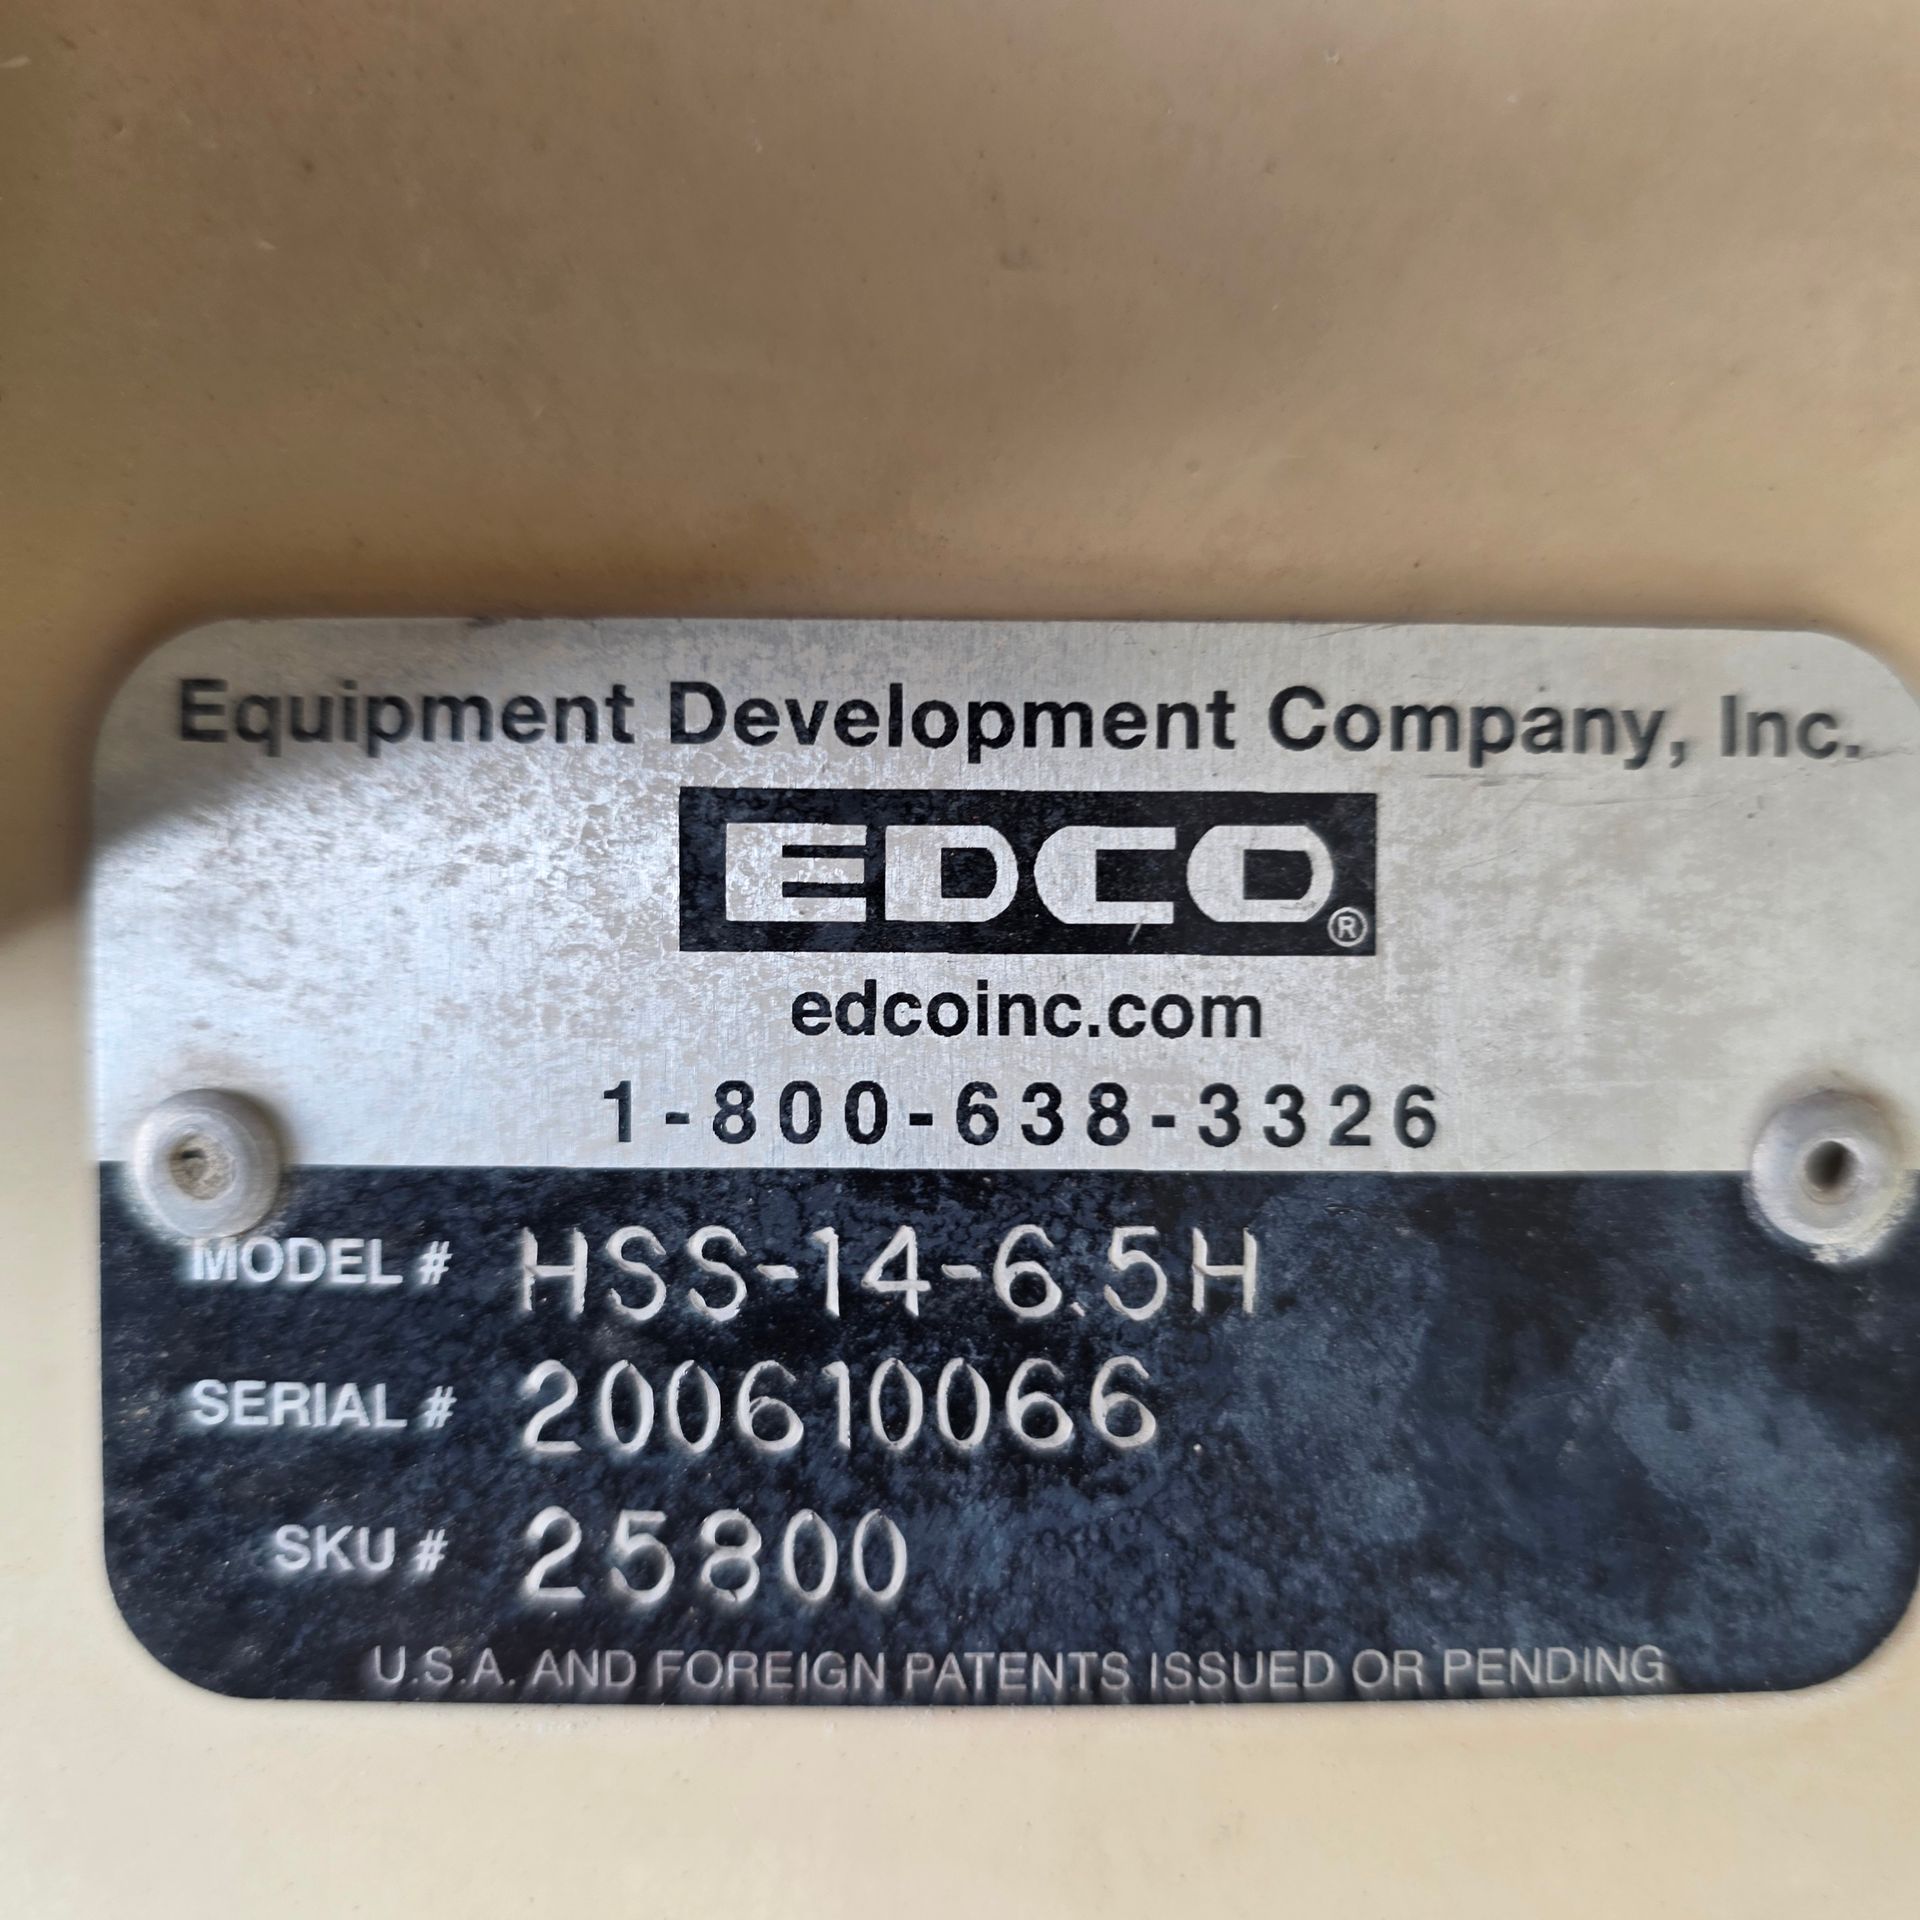 Equipment Development Company, Inc.
EDCO®
edcoinc.com
1-800-638-3326
MODEL # HSS-14-6.5H
SERIAL # 200610066
SKU # 25800
U.S.A. AND FOREIGN PATENTS ISSUED OR PENDING